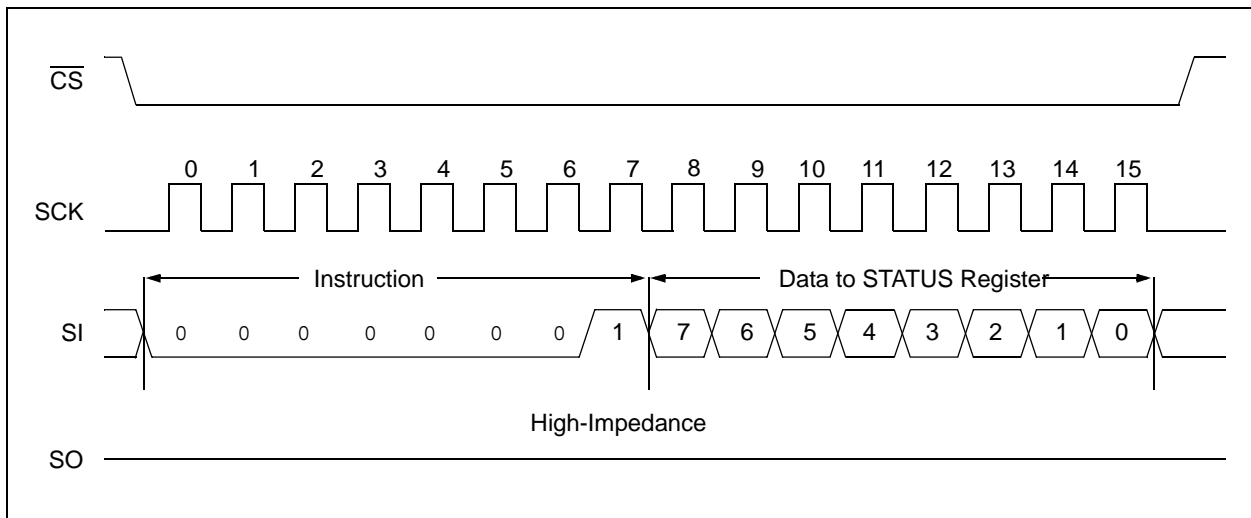 CS
0 1 2 3 4 5 6 7 8 9 10 11 12 13 14 15
SCK
Instruction Data to STATUS Register
SI 0 0 0 0 0 0 0 1 7 6 5 4 3 2 1 0
High-Impedance
SO